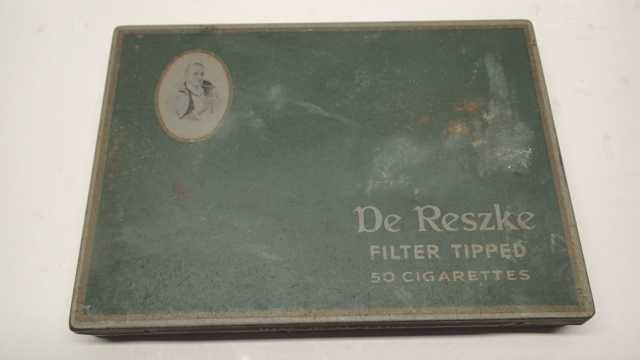 De Reszke
FILTER TIPPED
50 CIGARETTES